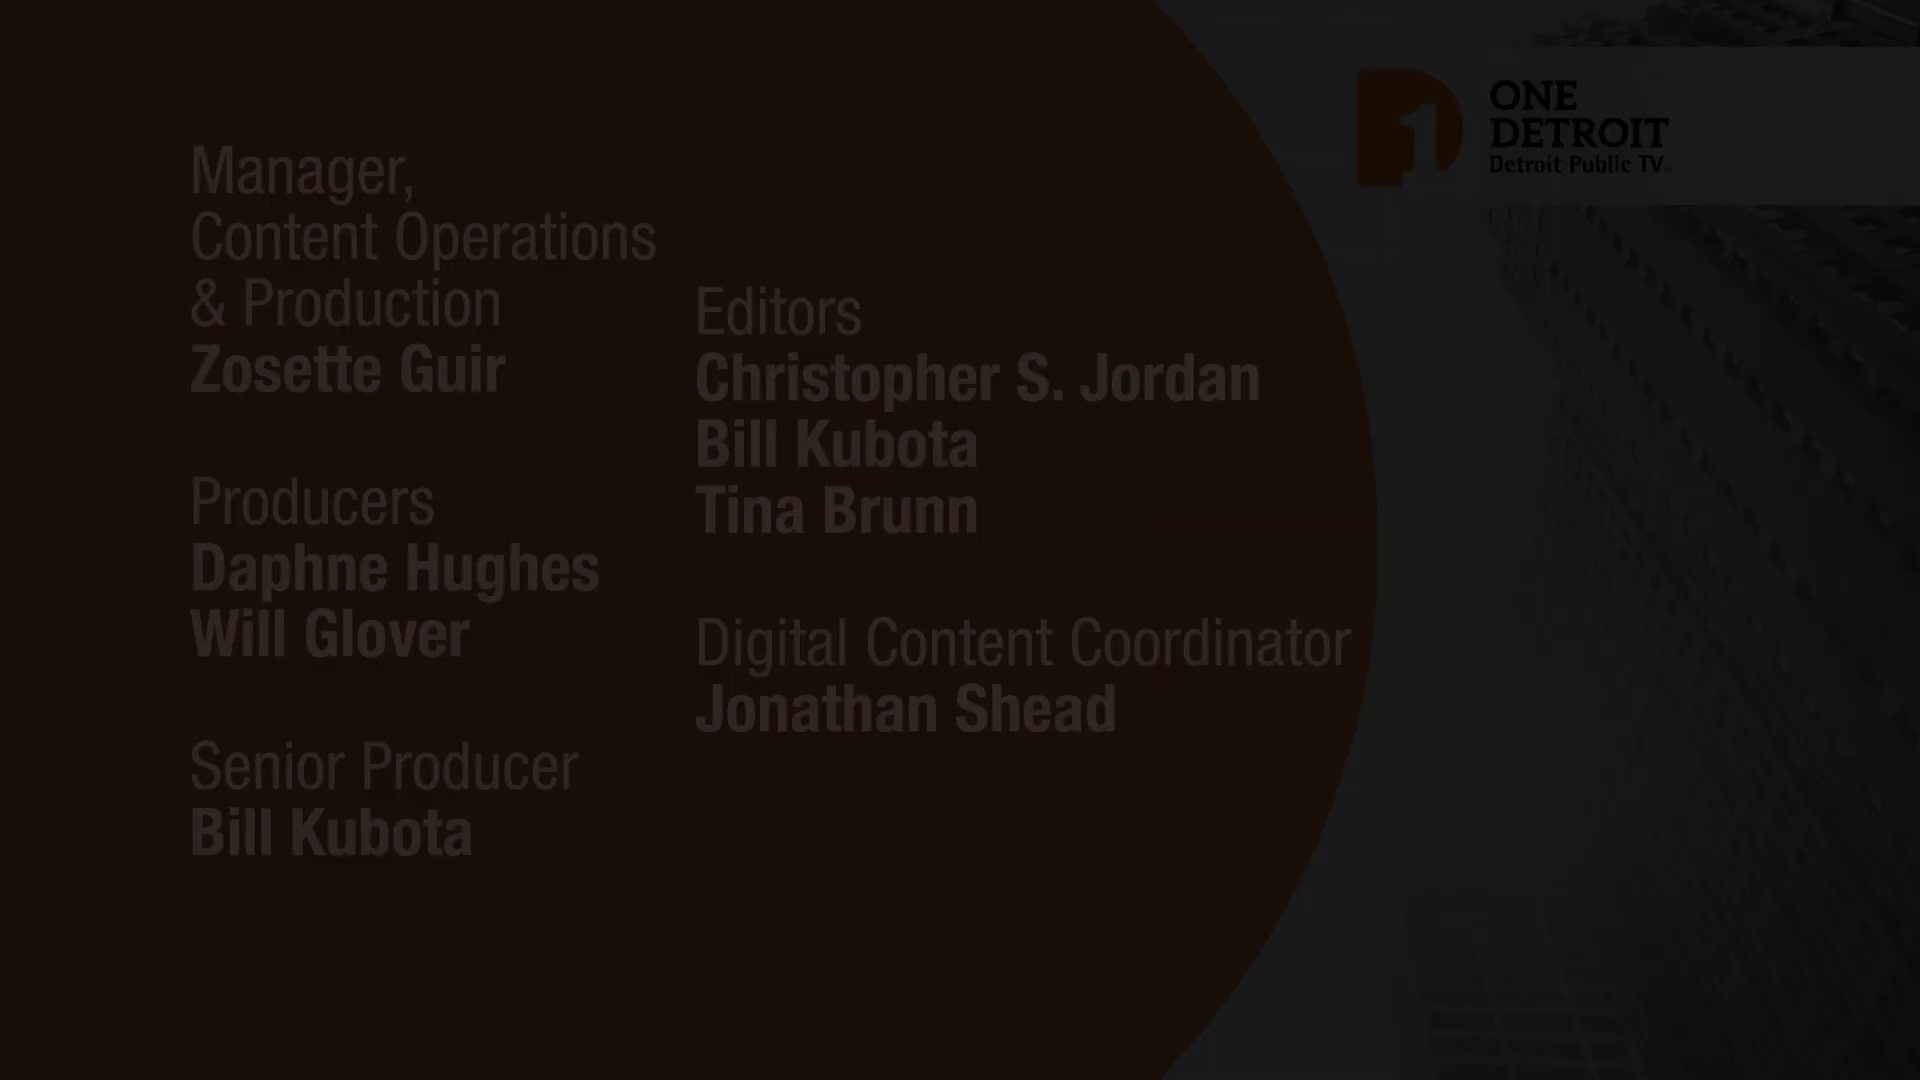 Manager,
Content Operations
& Production
Zosette Guir
Producers
Daphne Hughes
Will Glover
Senior Producer
Bill Kubota
Editors
Christopher S. Jordan
Bill Kubota
Tina Brunn
Digital Content Coordinator
Jonathan Shead
1
ONE
DETROIT
Detroit Public TV